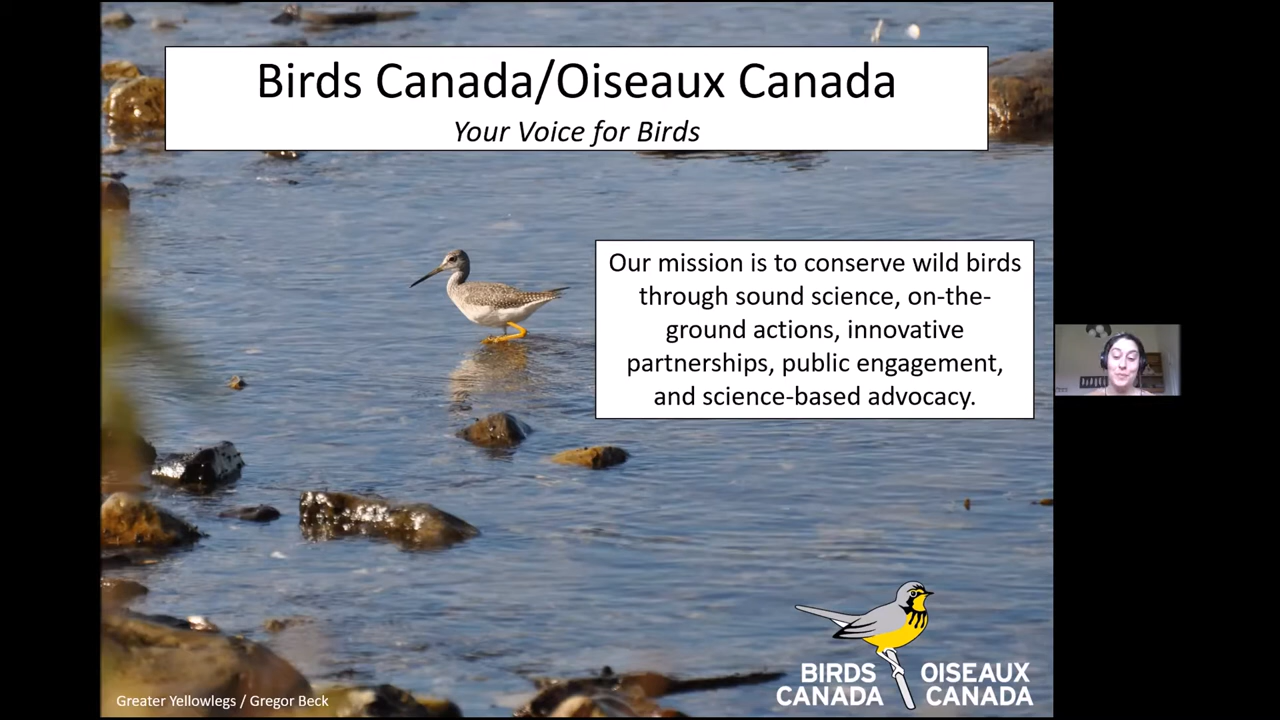 Birds Canada/Oiseaux Canada
Your Voice for Birds
Our mission is to conserve wild birds
through sound science, on-the-
ground actions, innovative
partnerships, public engagement,
and science-based advocacy.
BIRDS
CANADA
OISEAUX
CANADA
Greater Yellowlegs / Gregor Beck